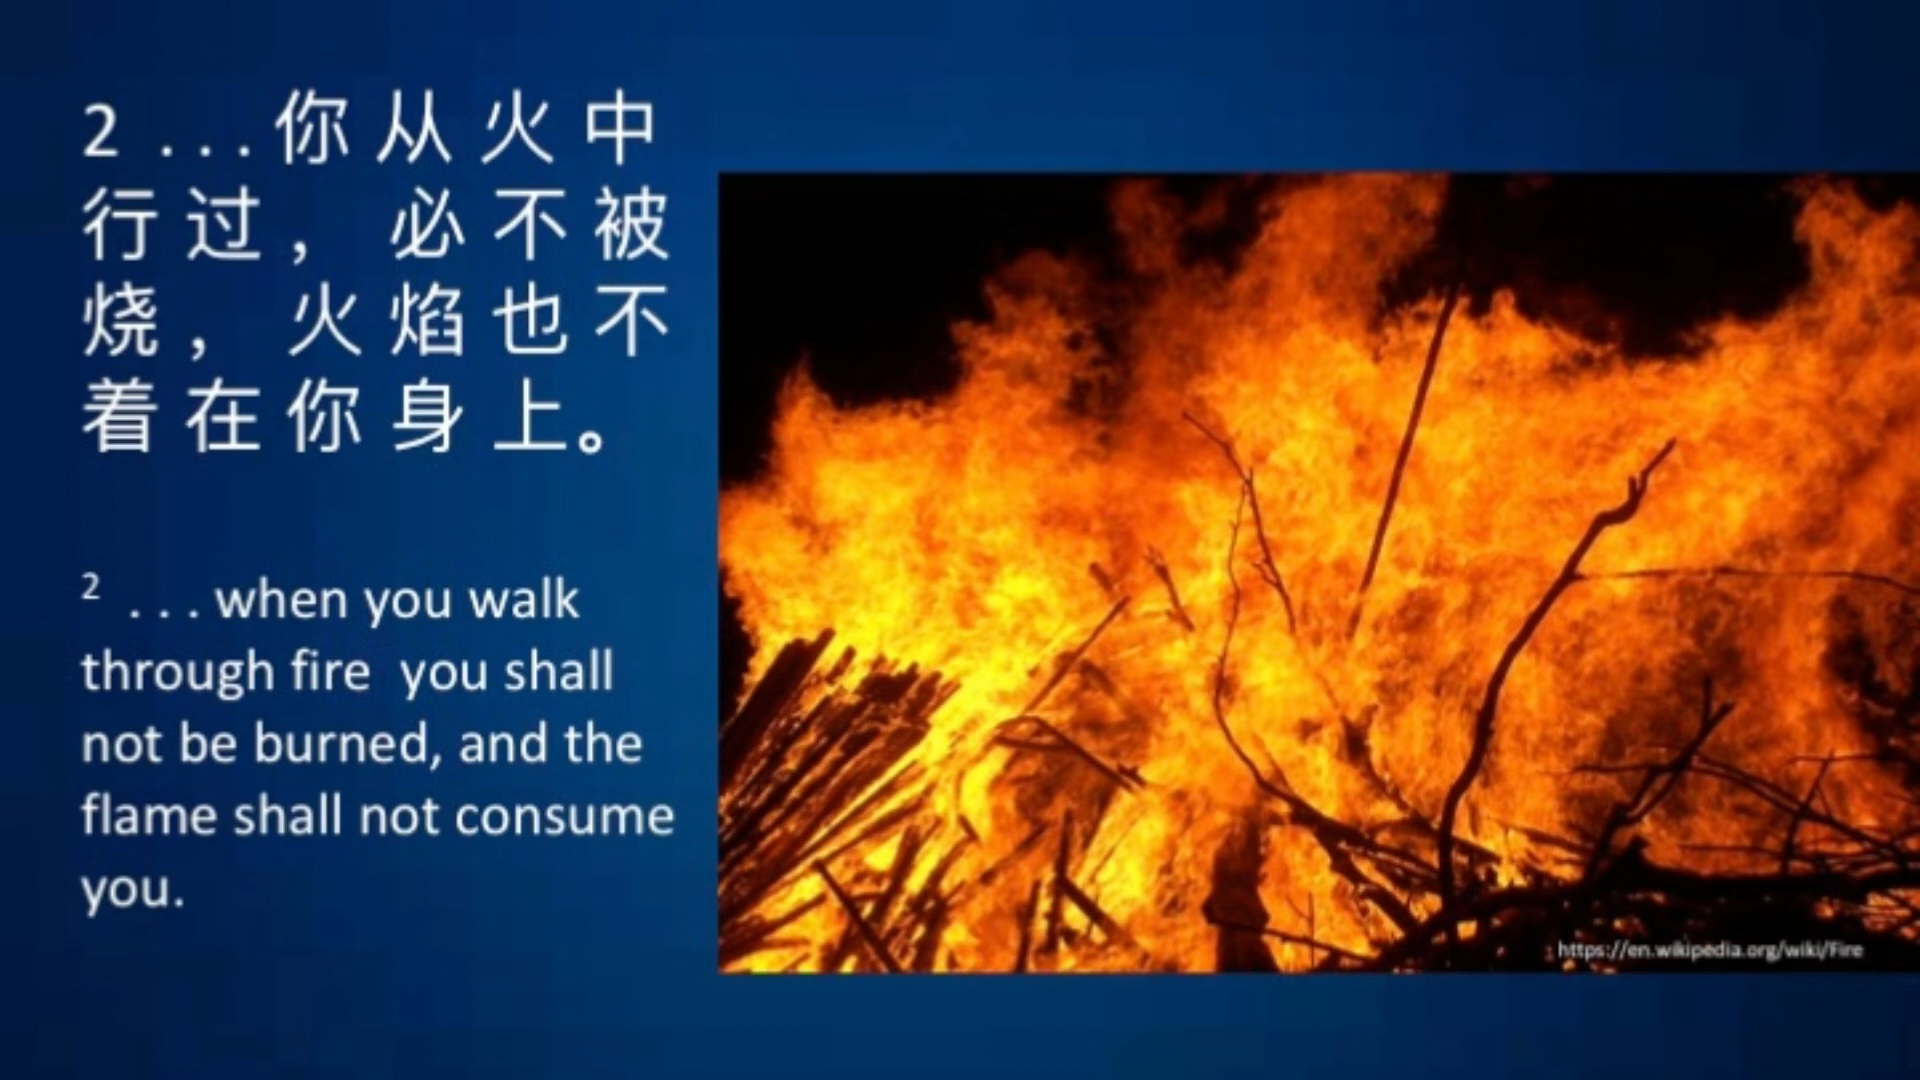 2 ...你从火中
行过，必不被
烧，火焰也不
着在你身上。
2 . . . when you walk
through fire  you shall
not be burned, and the
flame shall not consume
you.
https://en.wikipedia.org/wiki/Fire